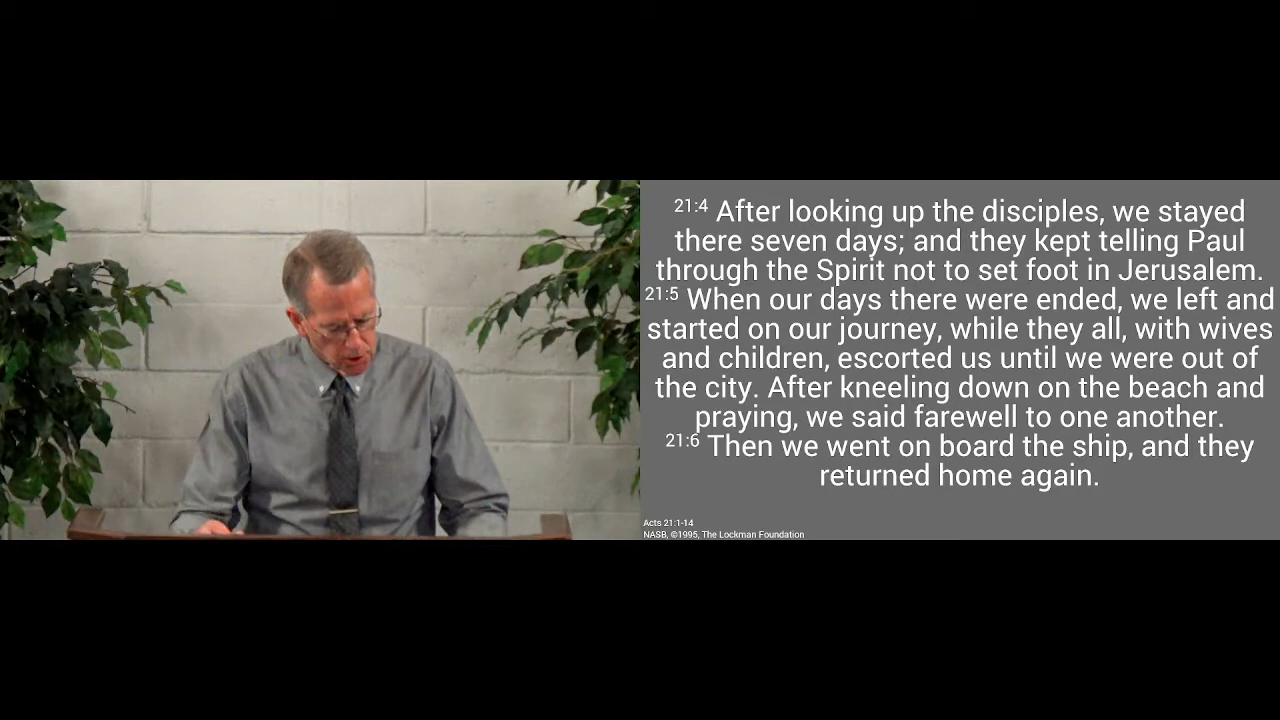 21:4 After looking up the disciples, we stayed
there seven days; and they kept telling Paul
through the Spirit not to set foot in Jerusalem.
21:5 When our days there were ended, we left and
started on our journey, while they all, with wives
and children, escorted us until we were out of
the city. After kneeling down on the beach and
praying, we said farewell to one another.
21:6 Then we went on board the ship, and they
returned home again.
Acts 21:1-14
NASB, ©1995, The Lockman Foundation